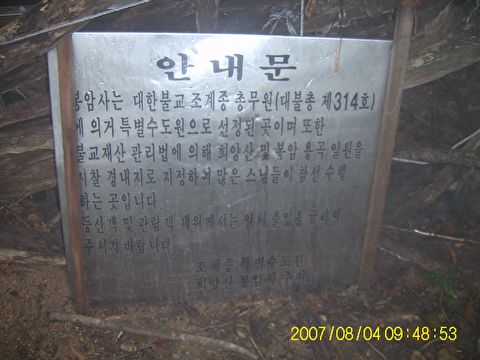 안내문
봉암사는 대한불교 조계종 총무원(대불총 제314호)
에 의거 특별수도원으로 선정된 곳이며 또한
불교재산 관리법에 의해 희양산 및 봉암 용곡 일원을
사찰 경내지로 지정하여 많은 스님들이 참선 수행
하는 곳입니다.
등산객 및 관람객 제위께서는 일체 출입을 금하여
주시기 바랍니다.
조계종 특별수도원
희양산 봉암사 주지
2007/08/04 09:48:53